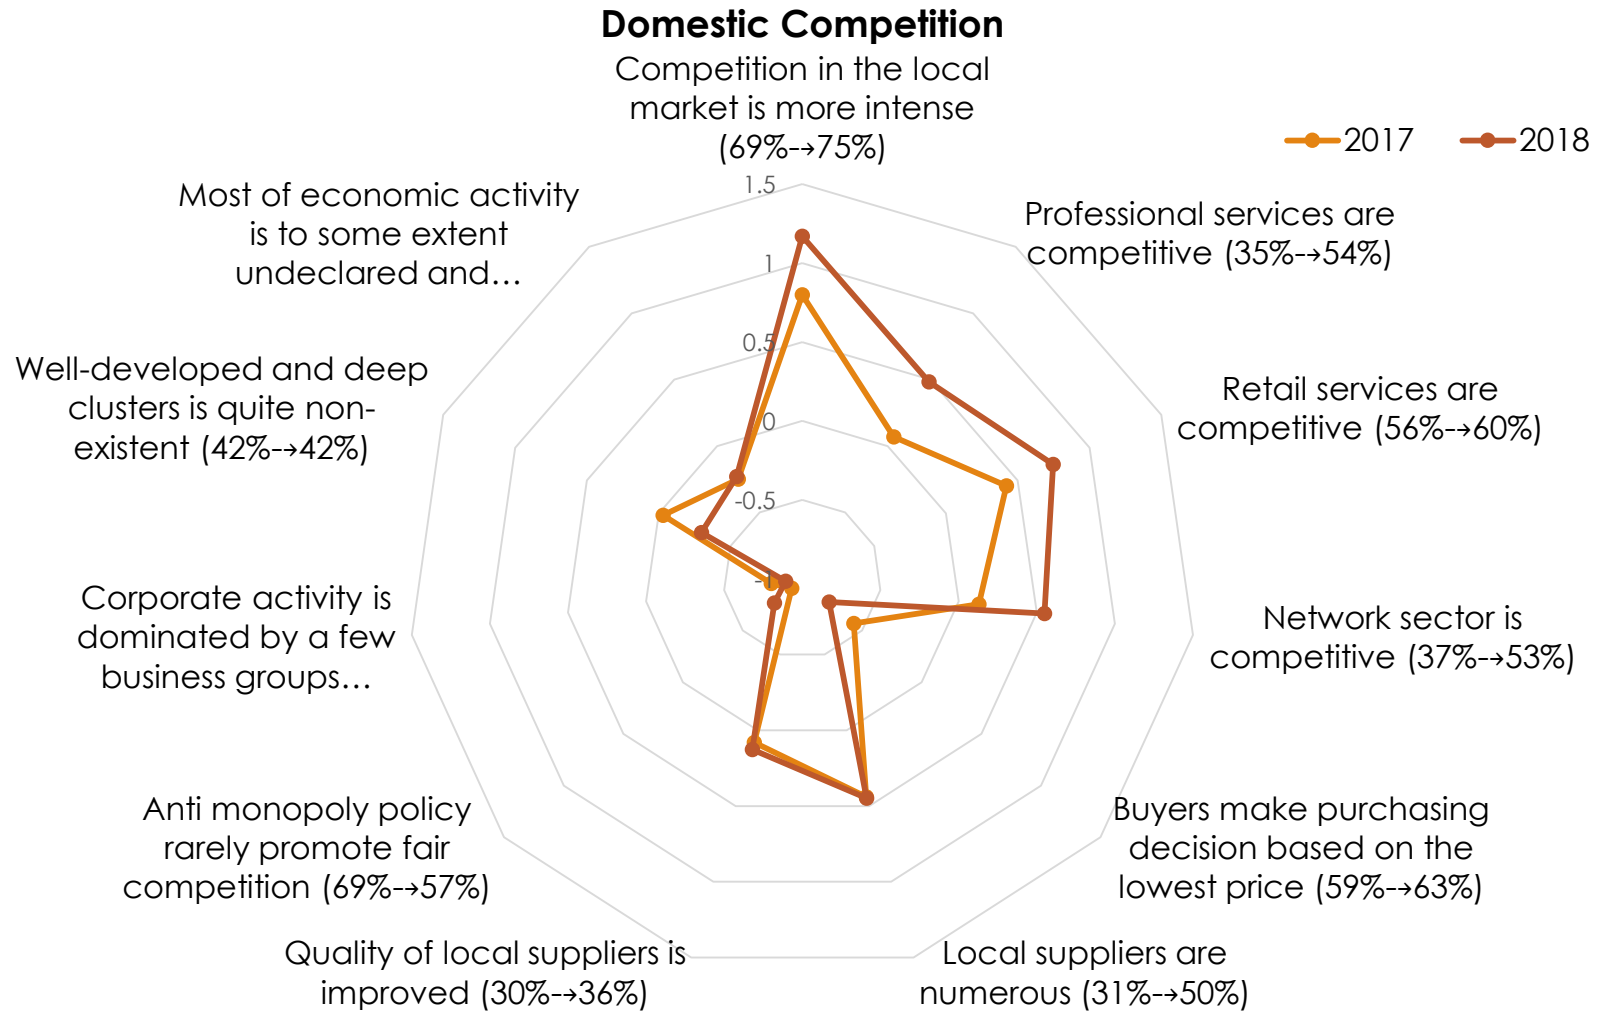 Domestic Competition
Competition in the local
market is more intense
(69%-→75%)
2017
2018
Professional services are
competitive (35%-→54%)
Retail services are
competitive (56%-→60%)
Network sector is
competitive (37%-→53%)
Buyers make purchasing
decision based on the
lowest price (59%-→63%)
Local suppliers are
numerous (31%-→50%)
Quality of local suppliers is
improved (30%-→36%)
Anti monopoly policy
rarely promote fair
competition (69%-→57%)
Corporate activity is
dominated by a few
business groups…
Well-developed and deep
clusters is quite non-
existent (42%-→42%)
Most of economic activity
is to some extent
undeclared and…
1.5
1
0.5
0
-0.5
-1